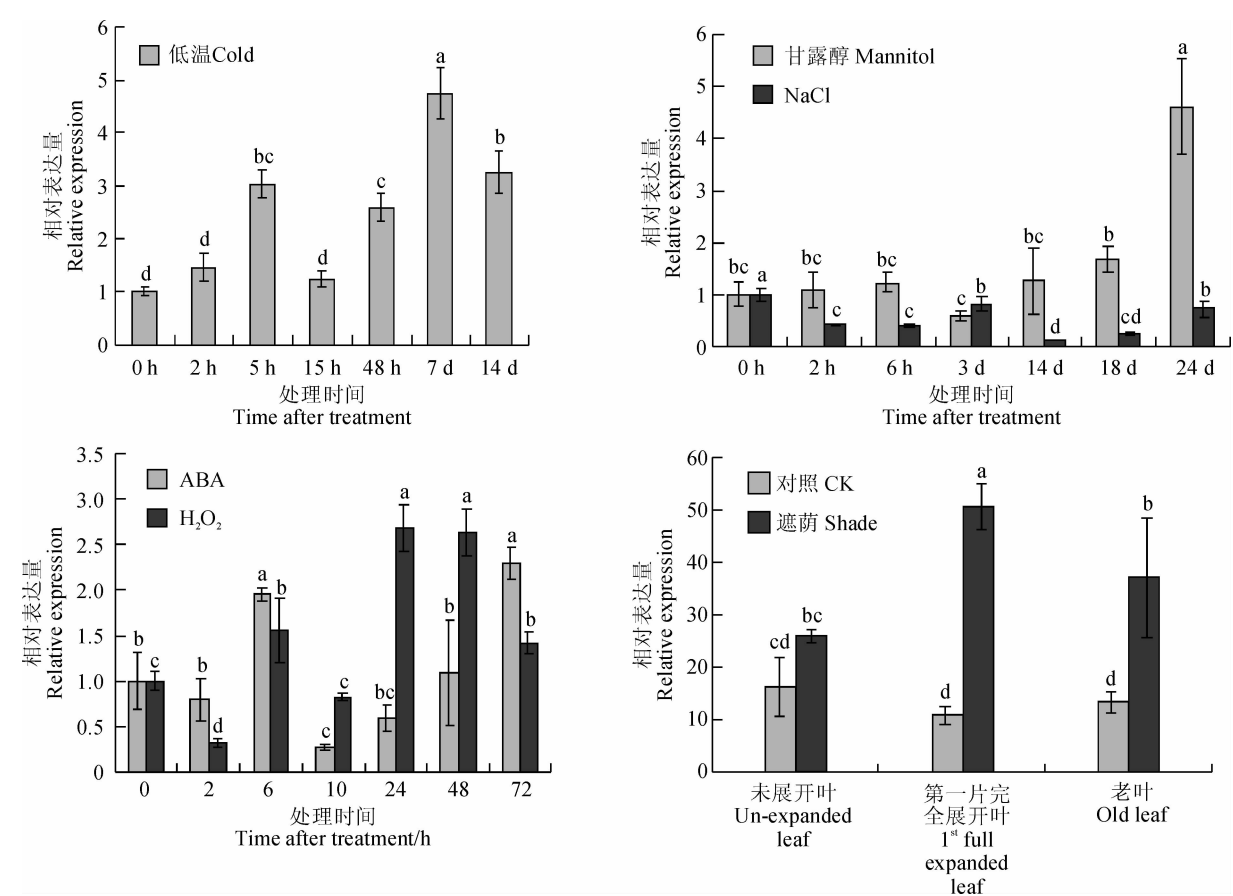 低温Cold
相对表达量
Relative expression
6
5
4
3
2
1
0
d
d
bc
d
c
a
b
0 h 2 h 5 h 15 h 48 h 7 d 14 d
处理时间
Time after treatment
甘露醇 Mannitol
NaCl
相对表达量
Relative expression
6
5
4
3
2
1
0
bc a bc c bc c c b bc d b cd a b
0 h 2 h 6 h 3 d 14 d 18 d 24 d
处理时间
Time after treatment
ABA
H₂O₂
相对表达量
Relative expression
3.5
3.0
2.5
2.0
1.5
1.0
0.5
0
b c b d a b c c bc a b a a b
0 2 6 10 24 48 72
处理时间
Time after treatment/h
对照 CK
遮荫 Shade
相对表达量
Relative expression
60
50
40
30
20
10
0
cd bc d a d b
未展开叶
Un-expanded
leaf
第一片完
全展开叶
1st full
expanded
leaf
老叶
Old leaf